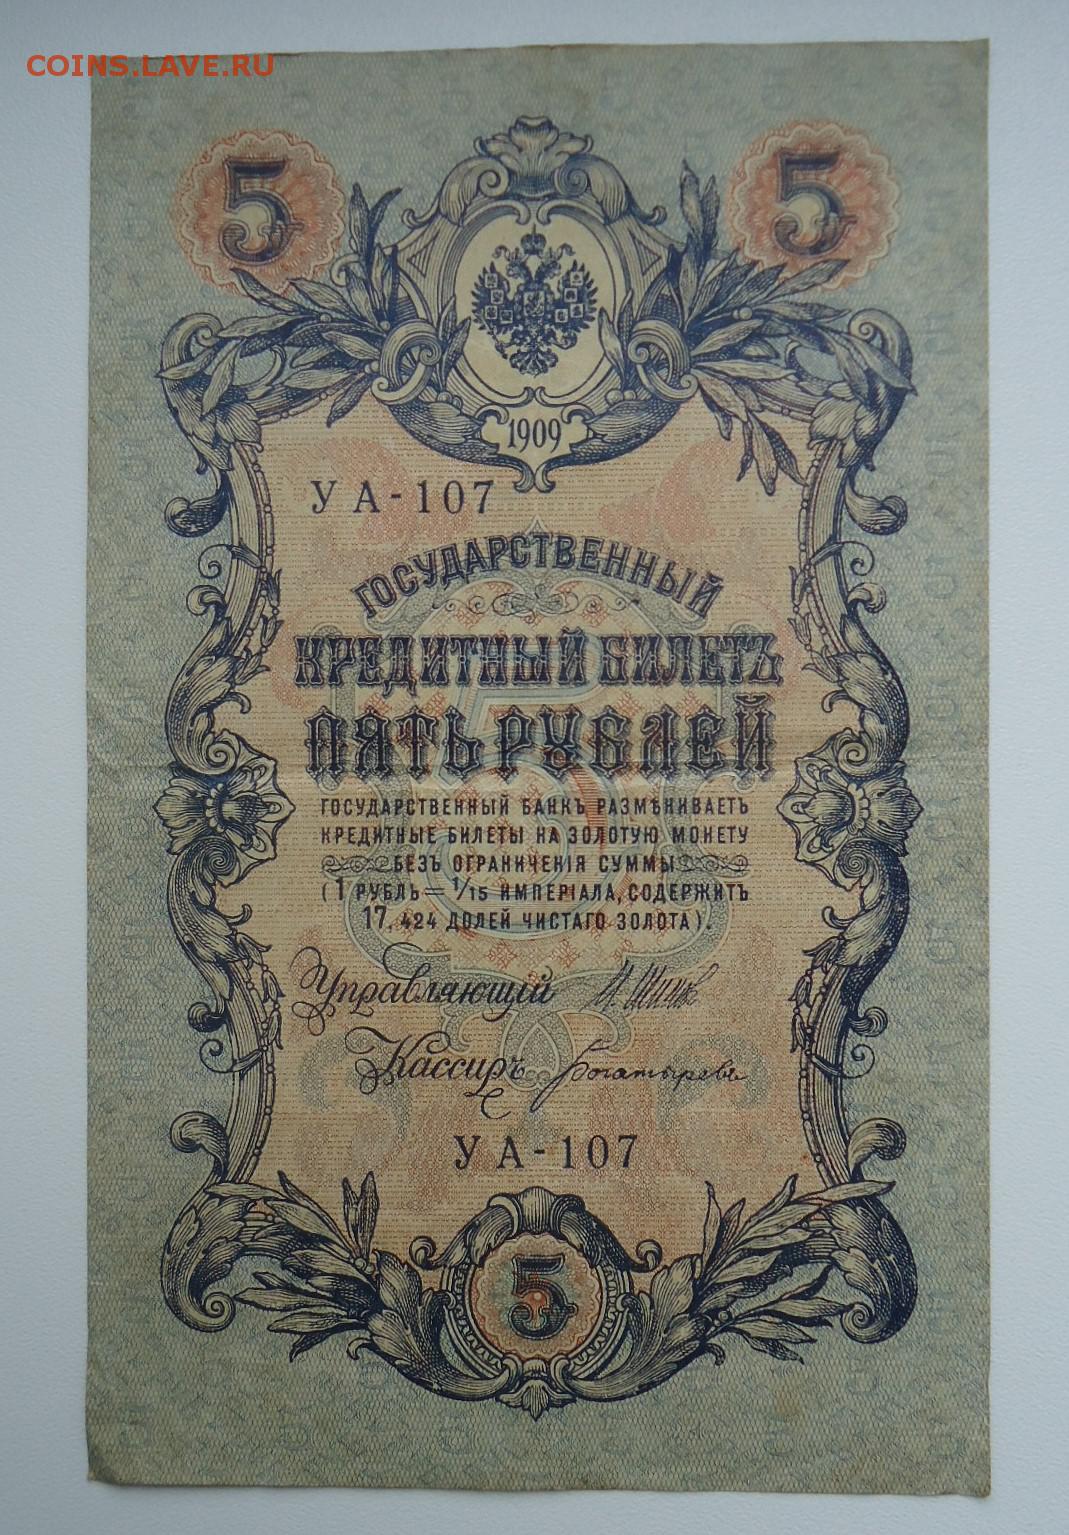 COINS.LAVE.RU
5 5
1909
УА-107
ГОСУДАРСТВЕННЫЙ
КРЕДИТНЫЙ БИЛЕТЪ
ПЯТЬ РУБЛЕЙ
ГОСУДАРСТВЕННЫЙ БАНКЪ РАЗМѢНИВАЕТЪ
КРЕДИТНЫЕ БИЛЕТЫ НА ЗОЛОТУЮ МОНЕТУ
БЕЗЪ ОГРАНИЧЕНІЯ СУММЫ
(1 РУБЛЬ = 1/15 ИМПЕРІАЛА, СОДЕРЖИТЪ
17,424 ДОЛЕЙ ЧИСТАГО ЗОЛОТА).
Управляющій И. Шипов
Кассиръ Богатыревъ
УА-107
5